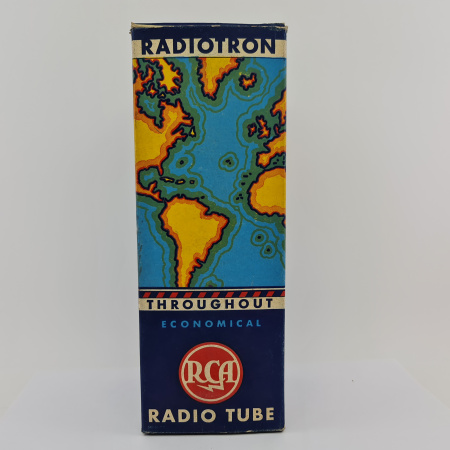 RADIOTRON
THROUGHOUT
ECONOMICAL
RCA
RADIO TUBE